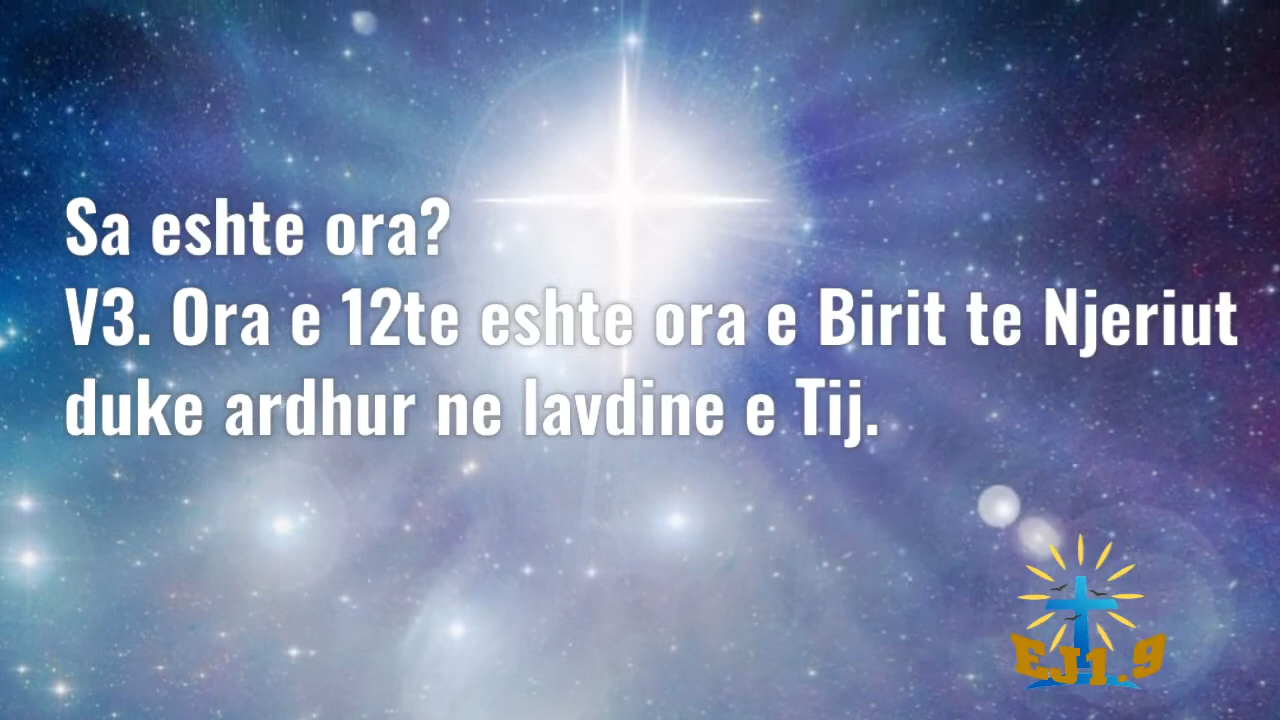 Sa eshte ora?
V3. Ora e 12te eshte ora e Birit te Njeriut
duke ardhur ne lavdine e Tij.
EJ1.9